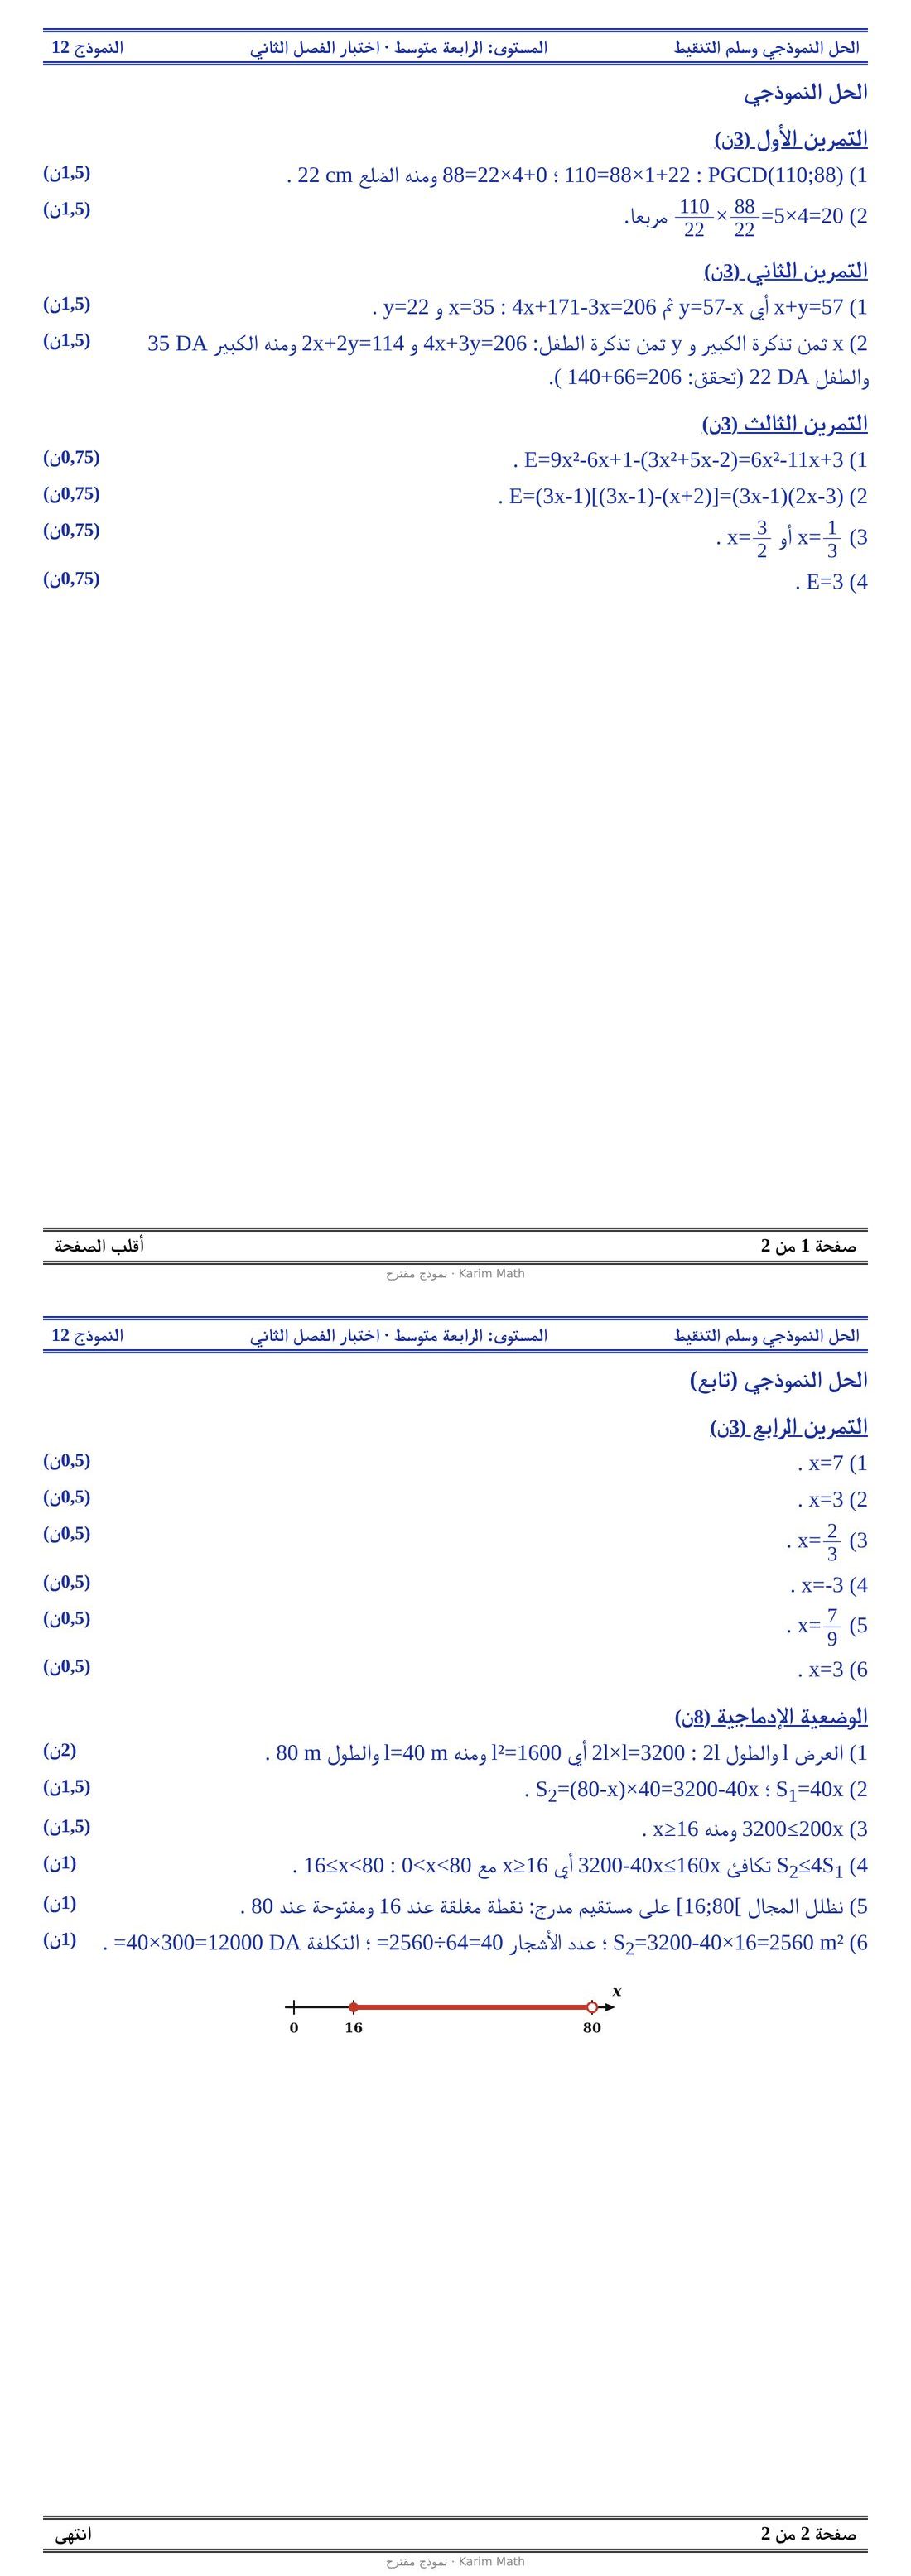 الحل النموذجي وسلم التنقيط المستوى: الرابعة متوسط · اختبار الفصل الثاني النموذج 12
الحل النموذجي
التمرين الأول (3ن)
1) PGCD(110;88) : 110=88×1+22 ؛ 88=22×4+0 ومنه الضلع 22 cm . (1,5ن)
2) 110/22×88/22=5×4=20 مربعا. (1,5ن)
التمرين الثاني (3ن)
1) x+y=57 أي y=57-x ثم 4x+171-3x=206 : x=35 و y=22 . (1,5ن)
2) x ثمن تذكرة الكبير و y ثمن تذكرة الطفل: 4x+3y=206 و 2x+2y=114 ومنه الكبير 35 DA (1,5ن)
والطفل 22 DA (تحقق: 140+66=206 ).
التمرين الثالث (3ن)
1) E=9x²-6x+1-(3x²+5x-2)=6x²-11x+3 . (0,75ن)
2) E=(3x-1)[(3x-1)-(x+2)]=(3x-1)(2x-3) . (0,75ن)
3) x=1/3 أو x=3/2 . (0,75ن)
4) E=3 . (0,75ن)
صفحة 1 من 2 أقلب الصفحة
Karim Math · نموذج مقترح
الحل النموذجي وسلم التنقيط المستوى: الرابعة متوسط · اختبار الفصل الثاني النموذج 12
الحل النموذجي (تابع)
التمرين الرابع (3ن)
1) x=7 . (0,5ن)
2) x=3 . (0,5ن)
3) x=2/3 . (0,5ن)
4) x=-3 . (0,5ن)
5) x=7/9 . (0,5ن)
6) x=3 . (0,5ن)
الوضعية الإدماجية (8ن)
1) العرض l والطول 2l : 2l×l=3200 أي l²=1600 ومنه l=40 m والطول 80 m . (2ن)
2) S₁=40x ؛ S₂=(80-x)×40=3200-40x . (1,5ن)
3) 3200≤200x ومنه x≥16 . (1,5ن)
4) S₂≤4S₁ تكافئ 3200-40x≤160x أي x≥16 مع 0<x<80 : 16≤x<80 . (1ن)
5) نظلل المجال [16;80[ على مستقيم مدرج: نقطة مغلقة عند 16 ومفتوحة عند 80 . (1ن)
6) S₂=3200-40×16=2560 m² ؛ عدد الأشجار =2560÷64=40 ؛ التكلفة =40×300=12000 DA . (1ن)
x
0 16 80
صفحة 2 من 2 انتهى
Karim Math · نموذج مقترح